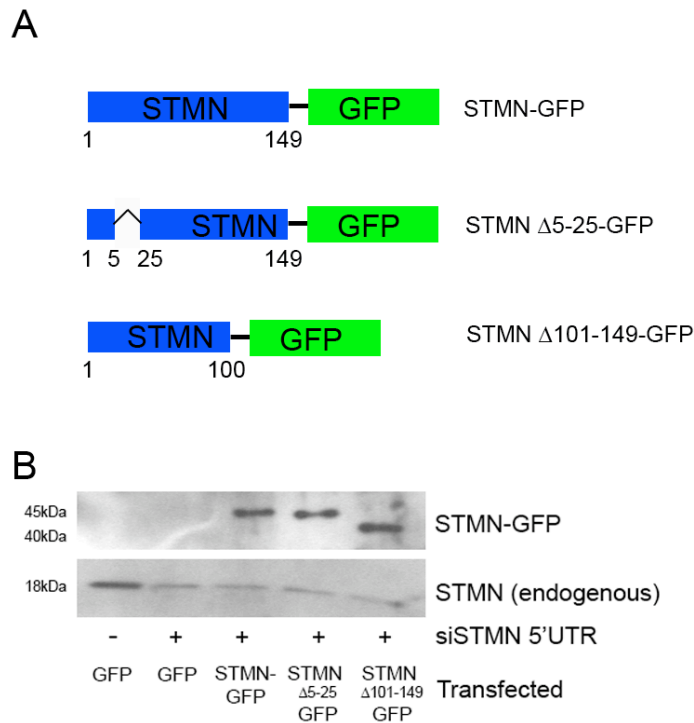 A
STMN GFP STMN-GFP
1 149
STMN GFP STMN Δ5-25-GFP
1 5 25 149
STMN GFP STMN Δ101-149-GFP
1 100
B
45kDa
40kDa
STMN-GFP
18kDa
STMN (endogenous)
- + + + + siSTMN 5'UTR
GFP GFP STMN-GFP STMN Δ5-25 GFP STMN Δ101-149 GFP Transfected